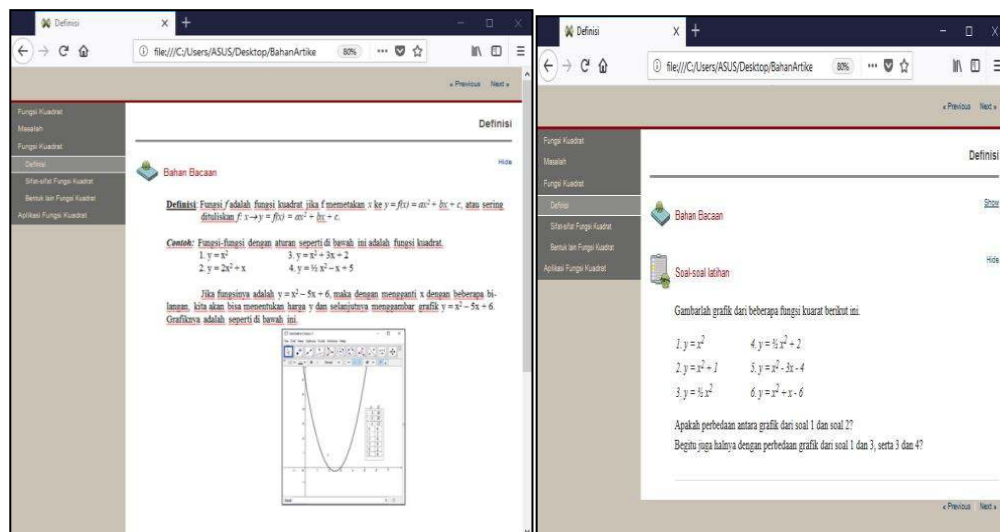 Definisi
file:///C:/Users/ASUS/Desktop/BahanArtike 80%
« Previous Next »
Fungsi Kuadrat
Masalah
Fungsi Kuadrat
Definisi
Sifat-sifat Fungsi Kuadrat
Bentuk lain Fungsi Kuadrat
Aplikasi Fungsi Kuadrat
Definisi
Hide
Bahan Bacaan
Definisi: Fungsi f adalah fungsi kuadrat jika f memetakan x ke y = f(x) = ax² + bx + c, atau sering
dituliskan f: x→y = f(x) = ax² + bx + c.
Contoh: Fungsi-fungsi dengan aturan seperti di bawah ini adalah fungsi kuadrat.
1. y = x² 3. y = x² + 3x + 2
2. y = 2x² + x 4. y = ½ x² – x + 5
Jika fungsinya adalah y = x² – 5x + 6, maka dengan mengganti x dengan beberapa bi-
langan, kita akan bisa menentukan harga y dan selanjutnya menggambar grafik y = x² – 5x + 6.
Grafiknya adalah seperti di bawah ini.
Definisi
file:///C:/Users/ASUS/Desktop/BahanArtike 80%
« Previous Next »
Fungsi Kuadrat
Masalah
Fungsi Kuadrat
Definisi
Sifat-sifat Fungsi Kuadrat
Bentuk lain Fungsi Kuadrat
Aplikasi Fungsi Kuadrat
Definisi
Show
Bahan Bacaan
Hide
Soal-soal latihan
Gambarlah grafik dari beberapa fungsi kuarat berikut ini.
1. y = x² 4. y = ½ x² + 2
2. y = x² + 1 5. y = x² - 3x - 4
3. y = ½ x² 6. y = x² + x - 6
Apakah perbedaan antara grafik dari soal 1 dan soal 2?
Begitu juga halnya dengan perbedaan grafik dari soal 1 dan 3, serta 3 dan 4?
« Previous Next »